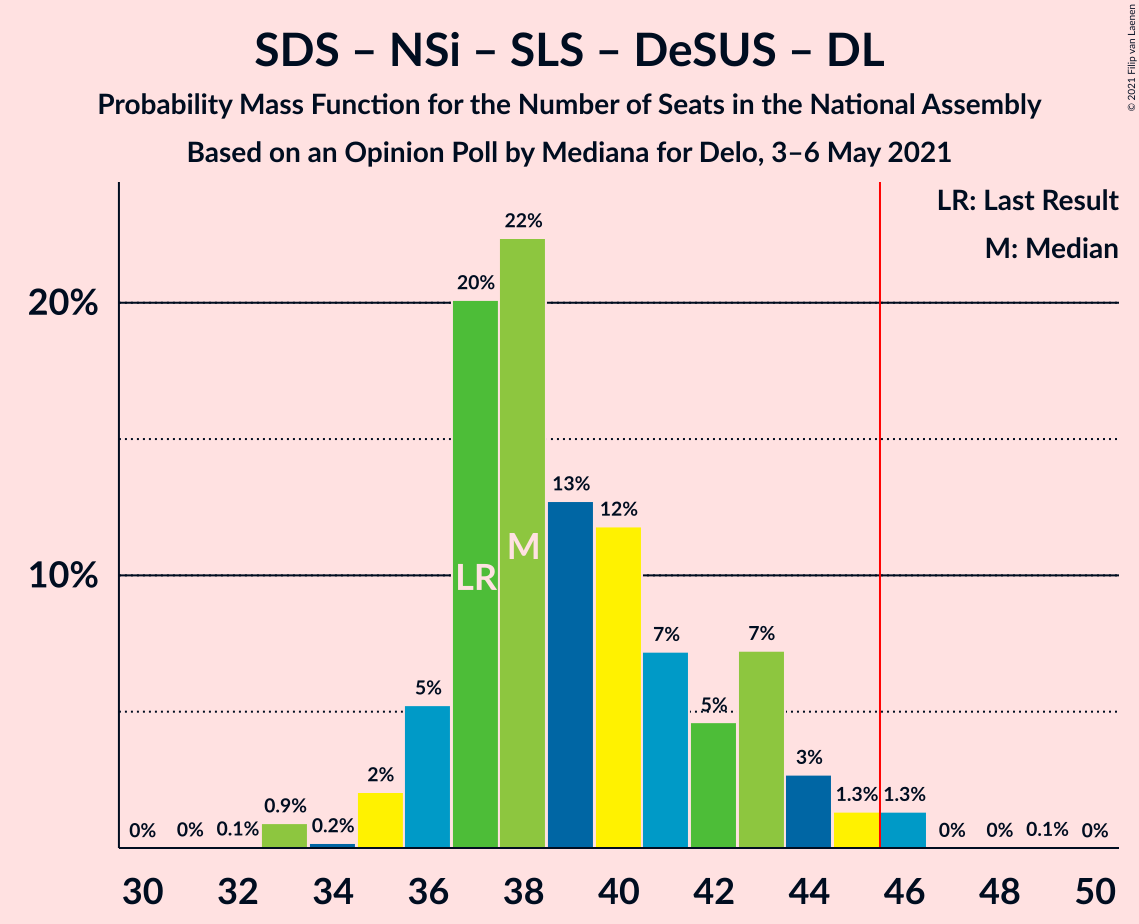 SDS – NSi – SLS – DeSUS – DL
Probability Mass Function for the Number of Seats in the National Assembly
Based on an Opinion Poll by Mediana for Delo, 3–6 May 2021
© 2021 Filip van Laenen
LR: Last Result
M: Median
20%
10%
0% 0% 0.1% 0.9% 0.2% 2% 5% 20% 22% 13% 12% 7% 5% 7% 3% 1.3% 1.3% 0% 0% 0.1% 0%
LR M
30 32 34 36 38 40 42 44 46 48 50